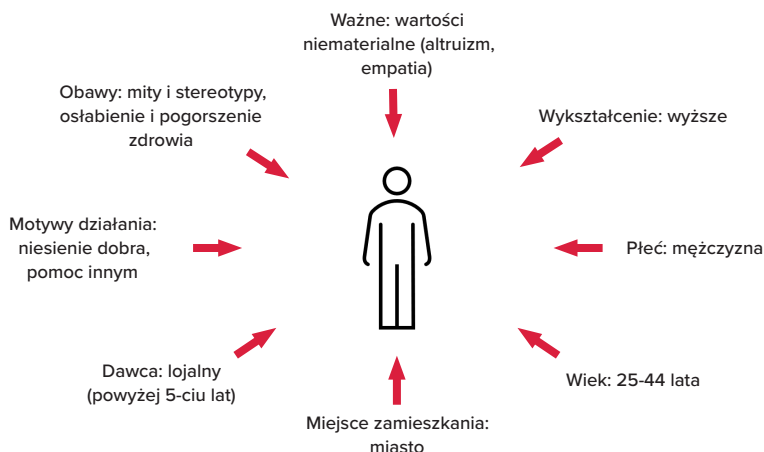 Ważne: wartości
niematerialne (altruizm,
empatia)
Obawy: mity i stereotypy,
osłabienie i pogorszenie
zdrowia
Wykształcenie: wyższe
Motywy działania:
niesienie dobra,
pomoc innym
Płeć: mężczyzna
Dawca: lojalny
(powyżej 5-ciu lat)
Wiek: 25-44 lata
Miejsce zamieszkania:
miasto